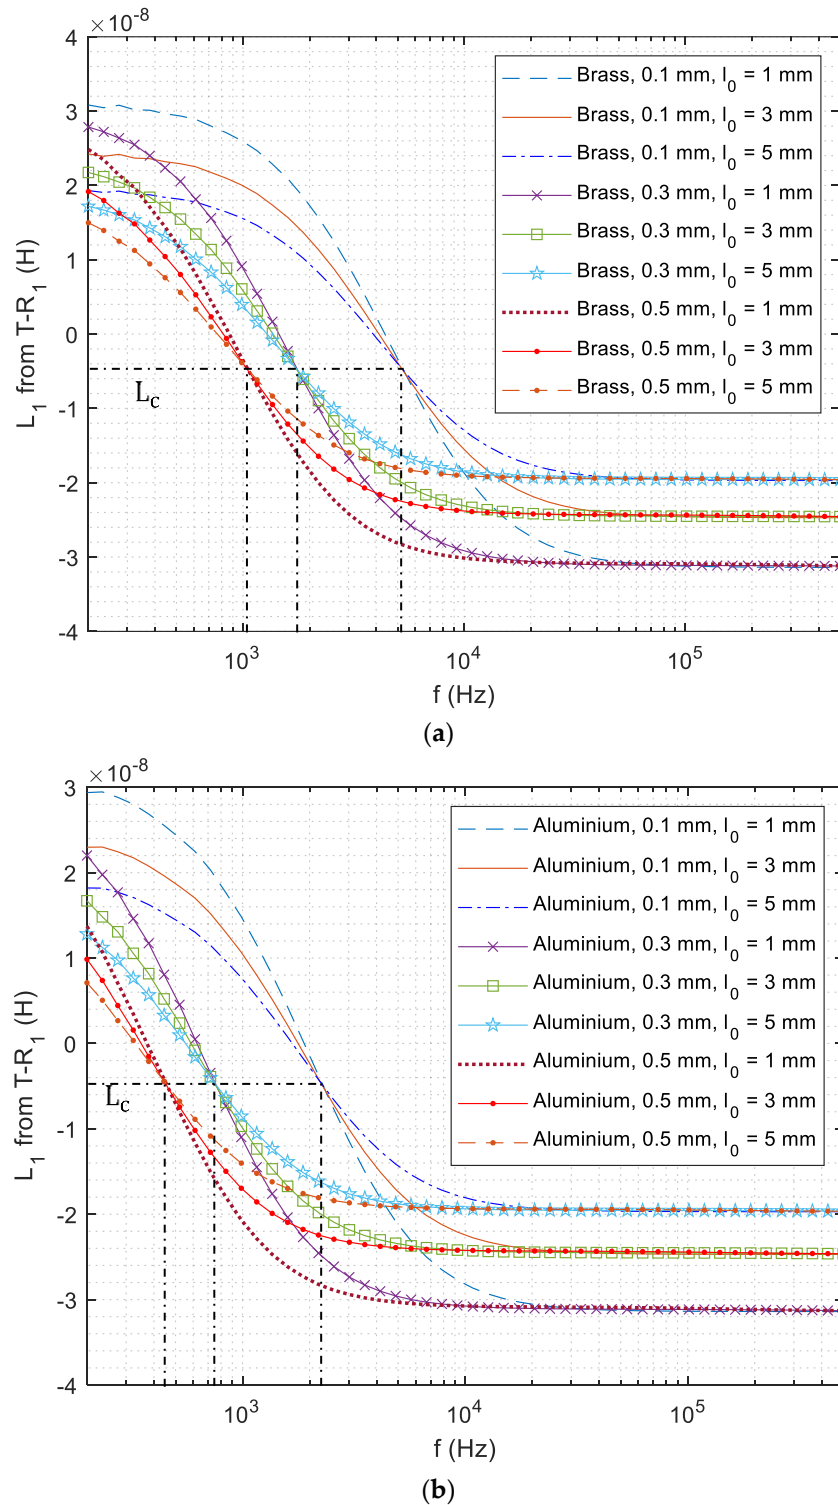 ×10⁻⁸
4
3
2
1
0
-1
-2
-3
-4
L₁ from T-R₁ (H)
Brass, 0.1 mm, l₀ = 1 mm
Brass, 0.1 mm, l₀ = 3 mm
Brass, 0.1 mm, l₀ = 5 mm
Brass, 0.3 mm, l₀ = 1 mm
Brass, 0.3 mm, l₀ = 3 mm
Brass, 0.3 mm, l₀ = 5 mm
Brass, 0.5 mm, l₀ = 1 mm
Brass, 0.5 mm, l₀ = 3 mm
Brass, 0.5 mm, l₀ = 5 mm
L_c
10³ 10⁴ 10⁵
f (Hz)
(a)
×10⁻⁸
3
2
1
0
-1
-2
-3
-4
L₁ from T-R₁ (H)
Aluminium, 0.1 mm, l₀ = 1 mm
Aluminium, 0.1 mm, l₀ = 3 mm
Aluminium, 0.1 mm, l₀ = 5 mm
Aluminium, 0.3 mm, l₀ = 1 mm
Aluminium, 0.3 mm, l₀ = 3 mm
Aluminium, 0.3 mm, l₀ = 5 mm
Aluminium, 0.5 mm, l₀ = 1 mm
Aluminium, 0.5 mm, l₀ = 3 mm
Aluminium, 0.5 mm, l₀ = 5 mm
L_c
10³ 10⁴ 10⁵
f (Hz)
(b)